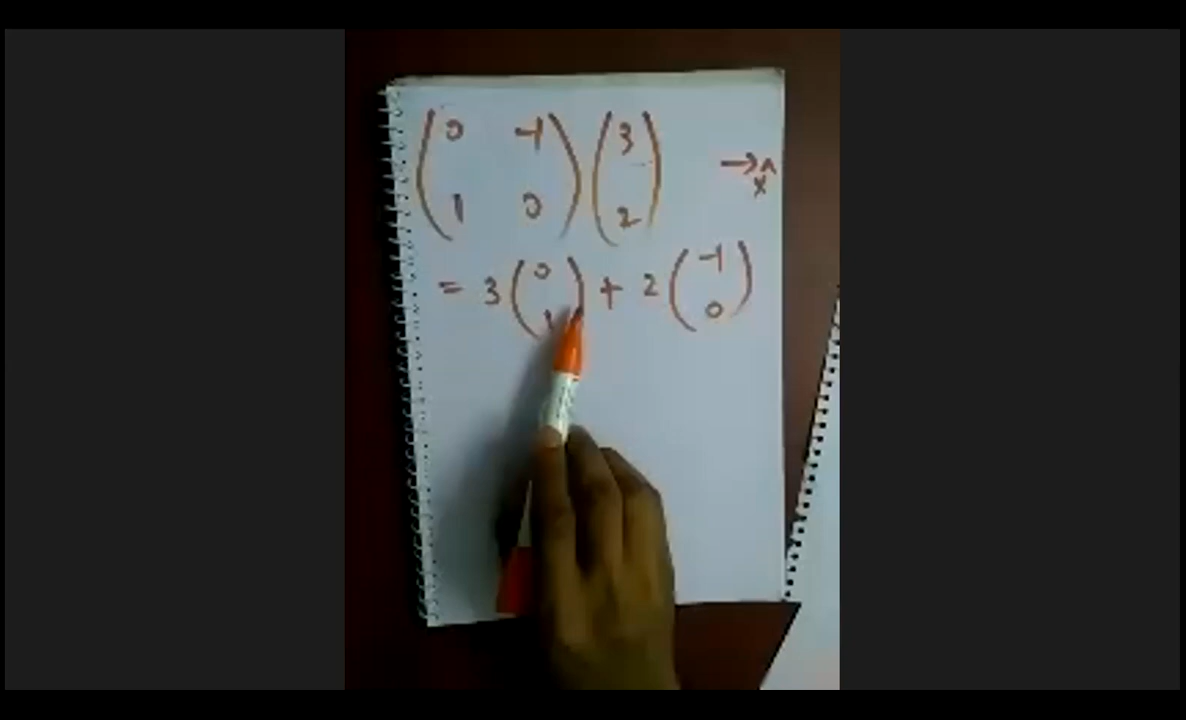 ( 0 -1 ) ( 3 ) → x̂
( 1 0 ) ( 2 )
= 3 ( 0 ) + 2 ( -1 )
( 1 ) ( 0 )